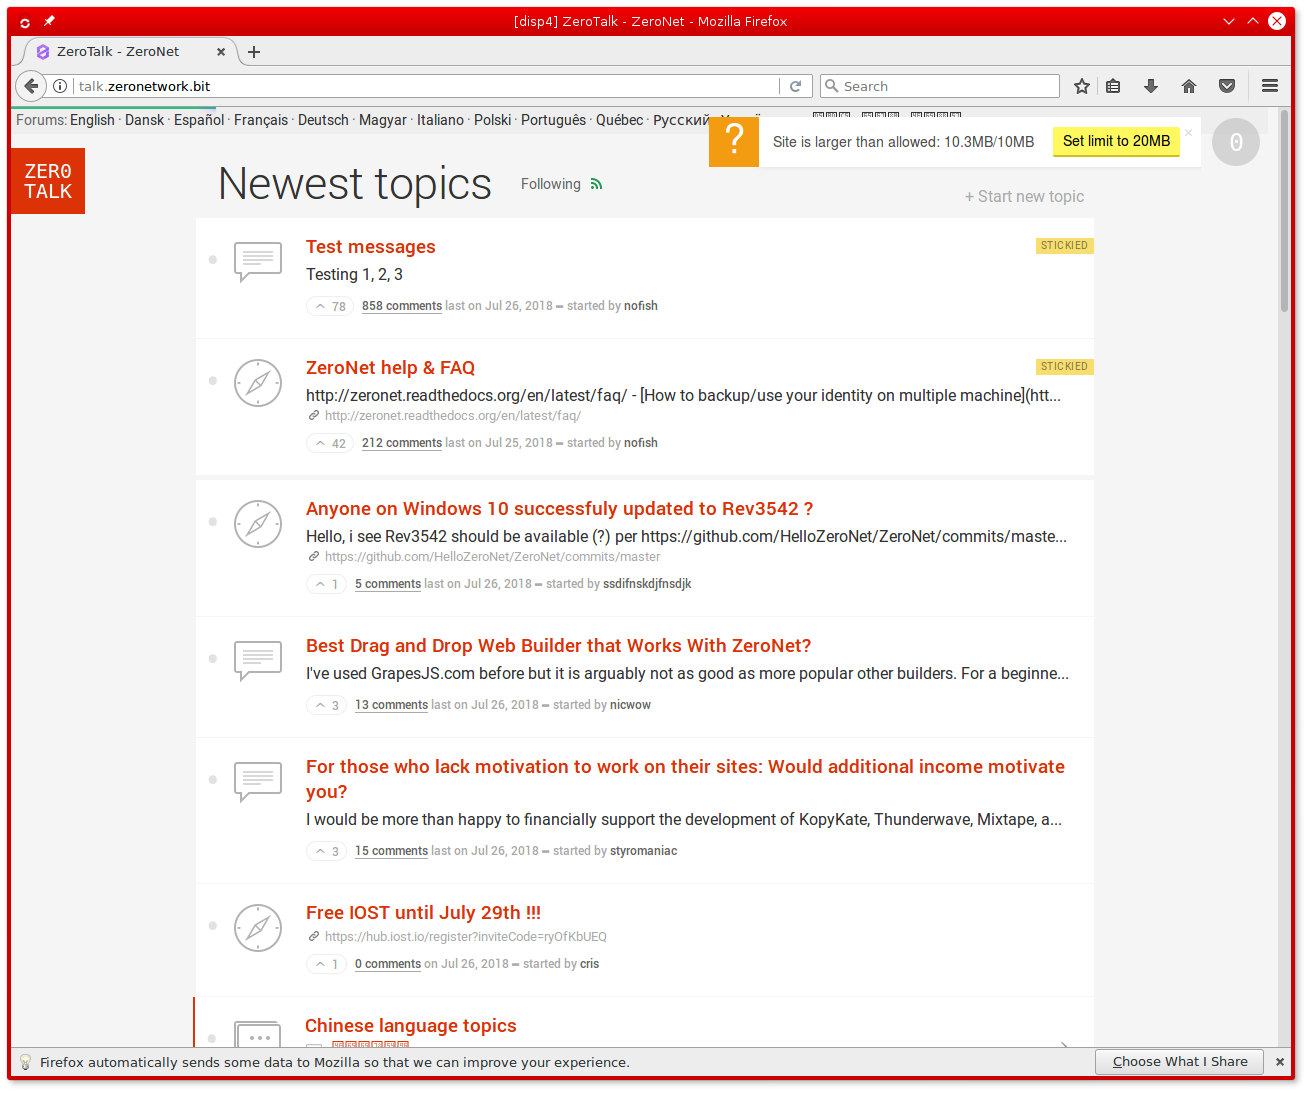 [disp4] ZeroTalk - ZeroNet - Mozilla Firefox
ZeroTalk - ZeroNet
talk.zeronetwork.bit
Search
Forums: English · Dansk · Español · Français · Deutsch · Magyar · Italiano · Polski · Português · Québec · Русский
? Site is larger than allowed: 10.3MB/10MB Set limit to 20MB ×
0
ZER0
TALK
Newest topics Following
+ Start new topic
Test messages STICKIED
Testing 1, 2, 3
78 858 comments last on Jul 26, 2018 ━ started by nofish
ZeroNet help & FAQ STICKIED
http://zeronet.readthedocs.org/en/latest/faq/ - [How to backup/use your identity on multiple machine](htt...
http://zeronet.readthedocs.org/en/latest/faq/
42 212 comments last on Jul 25, 2018 ━ started by nofish
Anyone on Windows 10 successfuly updated to Rev3542 ?
Hello, i see Rev3542 should be available (?) per https://github.com/HelloZeroNet/ZeroNet/commits/maste...
https://github.com/HelloZeroNet/ZeroNet/commits/master
1 5 comments last on Jul 26, 2018 ━ started by ssdifnskdjfnsdjk
Best Drag and Drop Web Builder that Works With ZeroNet?
I've used GrapesJS.com before but it is arguably not as good as more popular other builders. For a beginne...
3 13 comments last on Jul 26, 2018 ━ started by nicwow
For those who lack motivation to work on their sites: Would additional income motivate
you?
I would be more than happy to financially support the development of KopyKate, Thunderwave, Mixtape, a...
3 15 comments last on Jul 26, 2018 ━ started by styromaniac
Free IOST until July 29th !!!
https://hub.iost.io/register?inviteCode=ryOfKbUEQ
1 0 comments on Jul 26, 2018 ━ started by cris
Chinese language topics
Firefox automatically sends some data to Mozilla so that we can improve your experience.
Choose What I Share